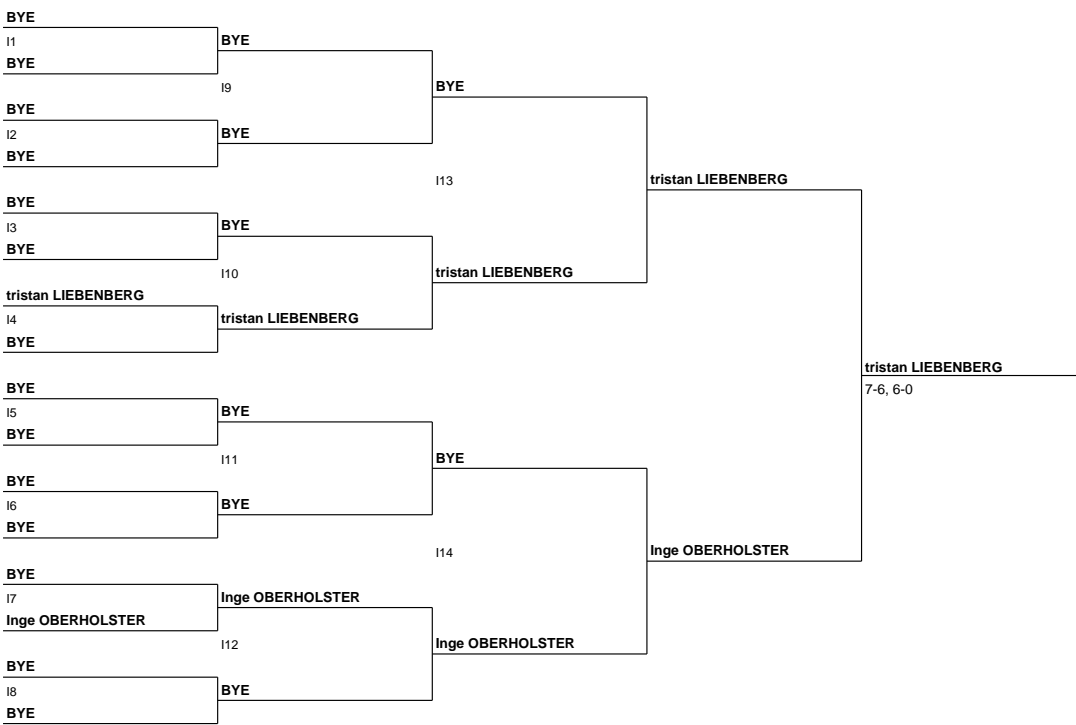 BYE
I1
BYE
BYE
I2
BYE
BYE
I3
BYE
tristan LIEBENBERG
I4
BYE
BYE
I5
BYE
BYE
I6
BYE
BYE
I7
Inge OBERHOLSTER
BYE
I8
BYE
BYE
I9
BYE
BYE
I10
tristan LIEBENBERG
BYE
I11
BYE
Inge OBERHOLSTER
I12
BYE
BYE
I13
tristan LIEBENBERG
BYE
I14
Inge OBERHOLSTER
tristan LIEBENBERG
Inge OBERHOLSTER
tristan LIEBENBERG
7-6, 6-0